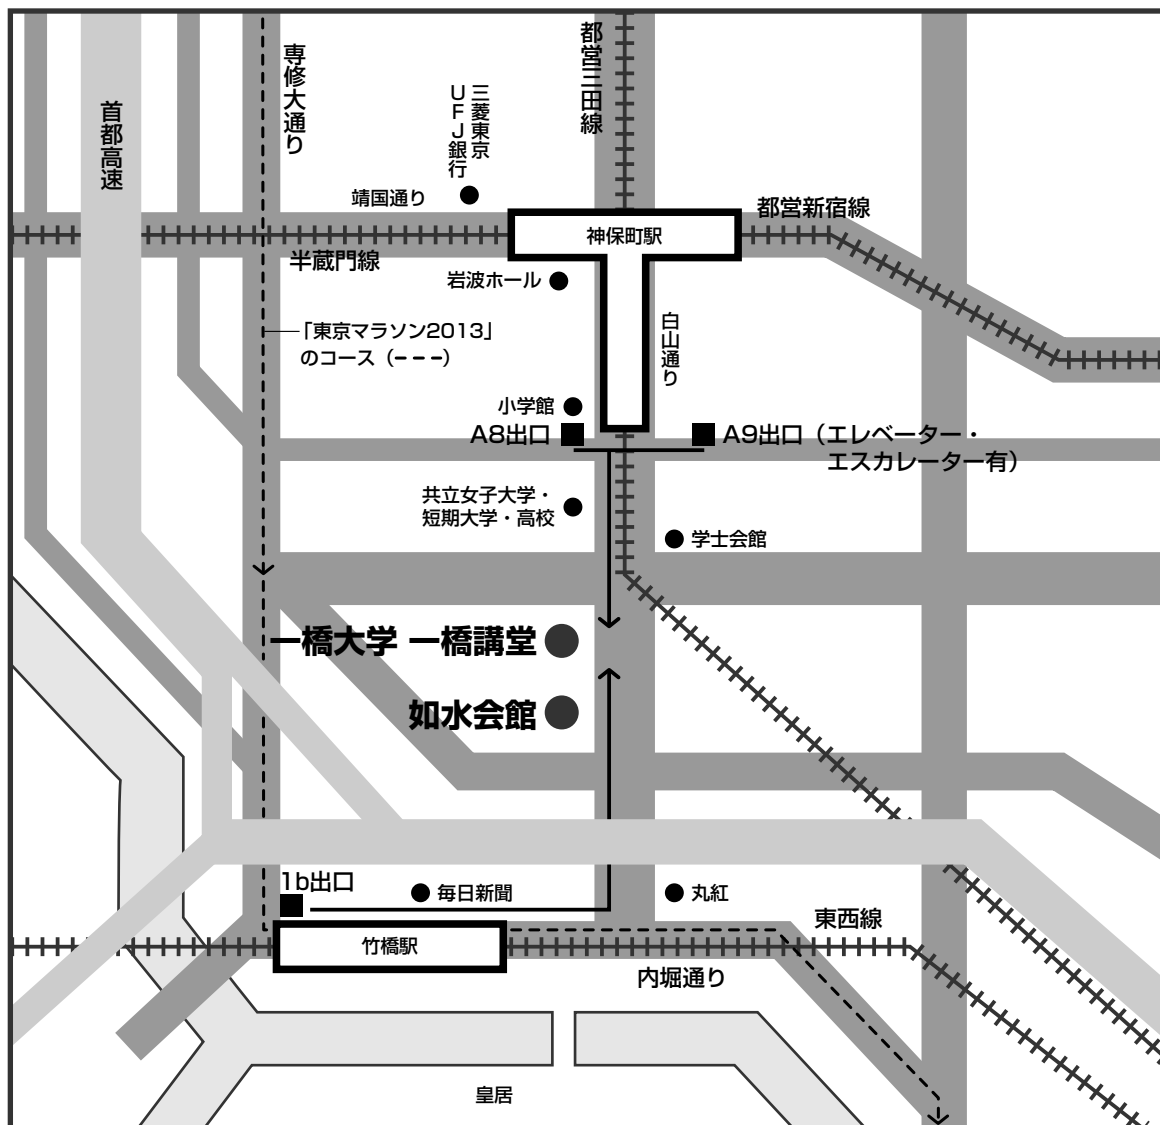 専修大通り
都営三田線
首都高速
三菱東京
ＵＦＪ銀行
靖国通り
都営新宿線
神保町駅
半蔵門線
岩波ホール
「東京マラソン2013」
のコース（---）
白山通り
小学館
A8出口
A9出口（エレベーター・
エスカレーター有）
共立女子大学・
短期大学・高校
学士会館
一橋大学 一橋講堂
如水会館
1b出口
毎日新聞
丸紅
東西線
竹橋駅
内堀通り
皇居